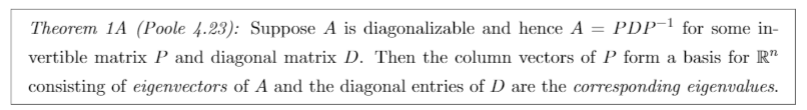 Theorem 1A (Poole 4.23): Suppose A is diagonalizable and hence A = PDP⁻¹ for some in-
vertible matrix P and diagonal matrix D. Then the column vectors of P form a basis for ℝⁿ
consisting of eigenvectors of A and the diagonal entries of D are the corresponding eigenvalues.